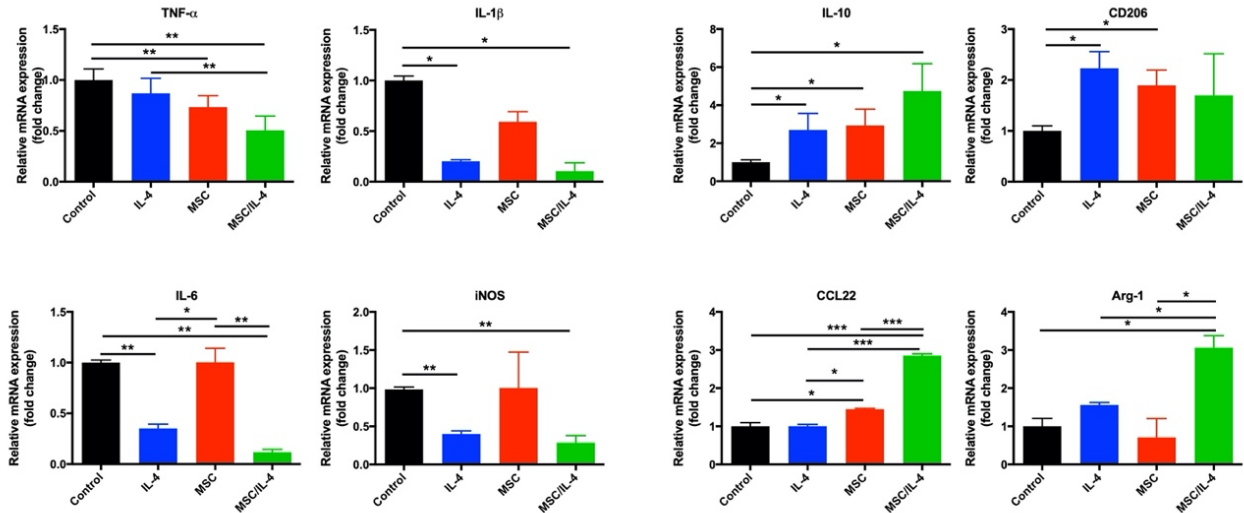 TNF-α
Relative mRNA expression
(fold change)
1.5
1.0
0.5
0.0
**
**
**
Control
IL-4
MSC
MSC/IL-4
IL-1β
Relative mRNA expression
(fold change)
1.5
1.0
0.5
0.0
*
*
Control
IL-4
MSC
MSC/IL-4
IL-10
Relative mRNA expression
(fold change)
8
6
4
2
0
*
*
*
Control
IL-4
MSC
MSC/IL-4
CD206
Relative mRNA expression
(fold change)
3
2
1
0
*
*
Control
IL-4
MSC
MSC/IL-4
IL-6
Relative mRNA expression
(fold change)
1.5
1.0
0.5
0.0
*
**
**
**
Control
IL-4
MSC
MSC/IL-4
iNOS
Relative mRNA expression
(fold change)
2.0
1.5
1.0
0.5
0.0
**
**
Control
IL-4
MSC
MSC/IL-4
CCL22
Relative mRNA expression
(fold change)
4
3
2
1
0
***
***
***
*
*
Control
IL-4
MSC
MSC/IL-4
Arg-1
Relative mRNA expression
(fold change)
4
3
2
1
0
*
*
*
Control
IL-4
MSC
MSC/IL-4